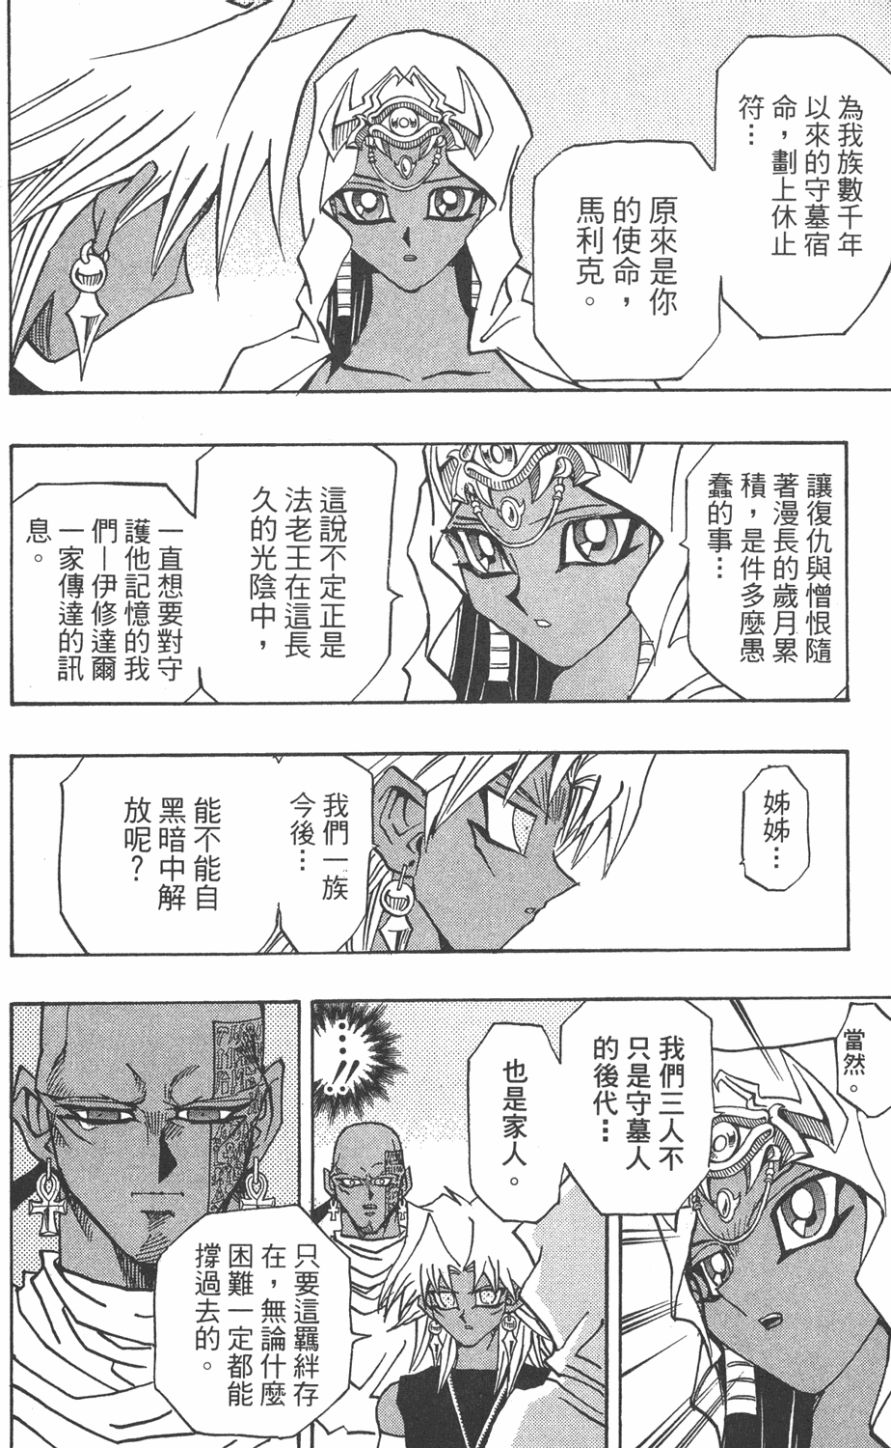 為我族數千年
以來的守墓宿
命，劃上休止
符…
原來是你
的使命，
馬利克。
讓復仇與憎恨隨
著漫長的歲月累
積，是件多麼愚
蠢的事…
這說不定正是
法老王在這長
久的光陰中，
一直想要對守
護他記憶的我
們—伊修達爾
一家傳達的訊
息。
姊姊…
我們一族
今後…
能不能自
黑暗中解
放呢？
當然。
我們三人不
只是守墓人
的後代…
也是家人。
…!!
只要這羈絆存
在，無論什麼
困難一定都能
撐過去的。